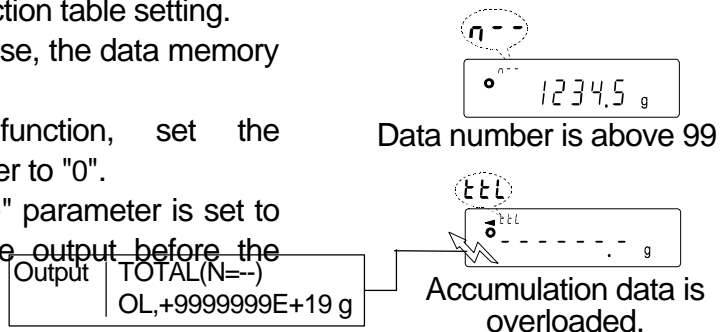 ction table setting.
se, the data memory
function, set the
er to "0".
" parameter is set to
e output before the
Output TOTAL(N=--)
OL,+9999999E+19 g
n--
n--
1234.5 g
Data number is above 99
ttL
ttL
- - - - - - . - g
Accumulation data is
overloaded.